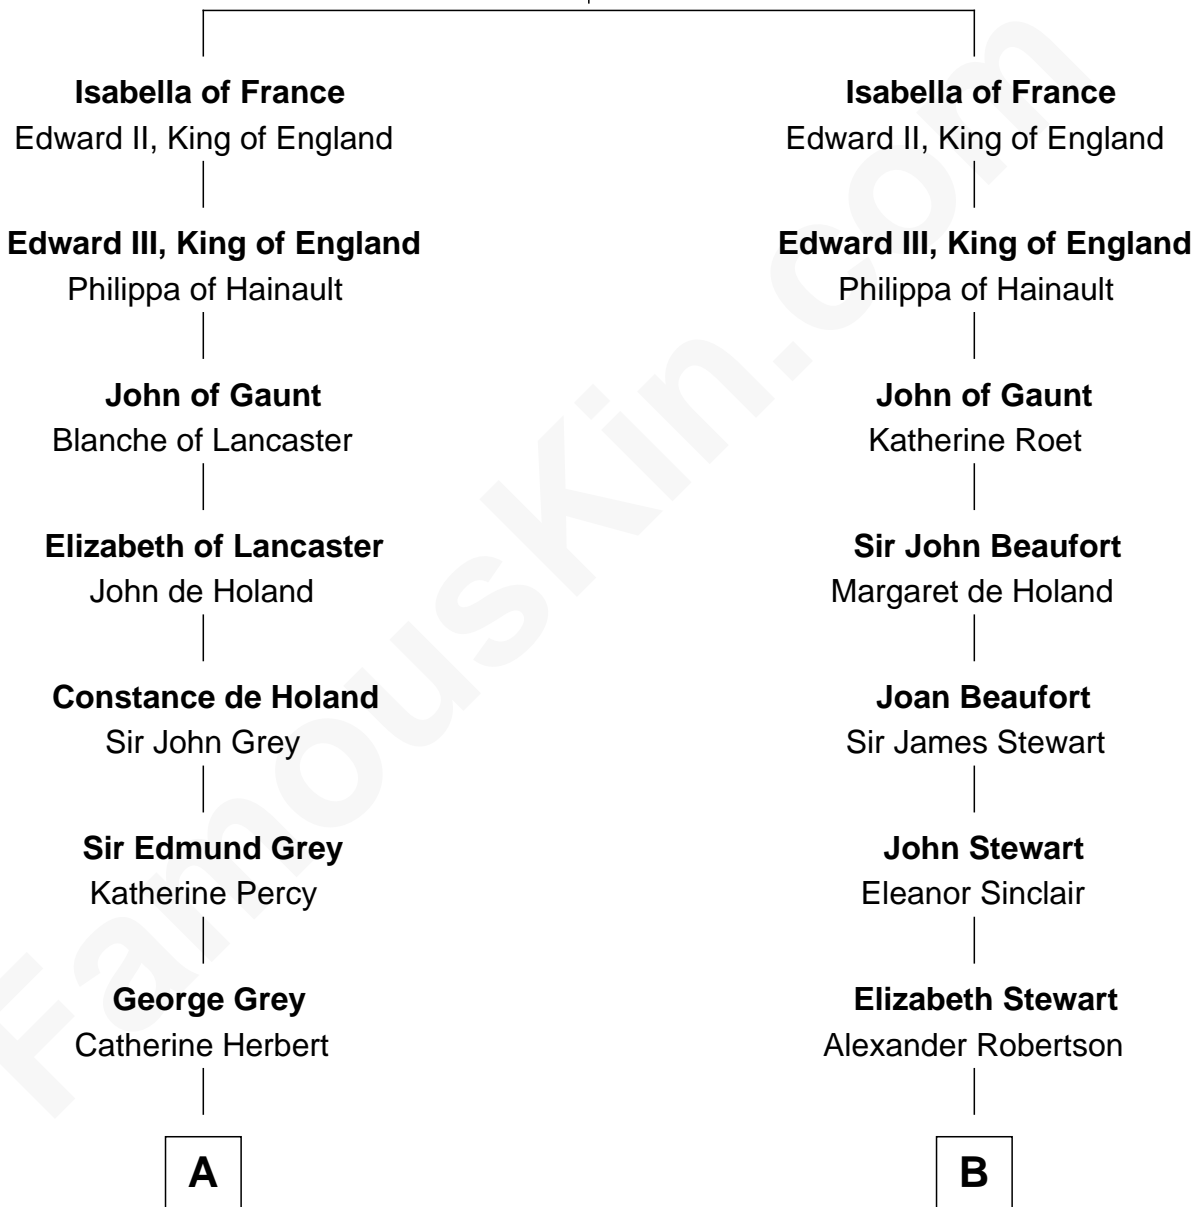 Isabella of France
Edward II, King of England
Edward III, King of England
Philippa of Hainault
John of Gaunt
Blanche of Lancaster
Elizabeth of Lancaster
John de Holand
Constance de Holand
Sir John Grey
Sir Edmund Grey
Katherine Percy
George Grey
Catherine Herbert
A
Isabella of France
Edward II, King of England
Edward III, King of England
Philippa of Hainault
John of Gaunt
Katherine Roet
Sir John Beaufort
Margaret de Holand
Joan Beaufort
Sir James Stewart
John Stewart
Eleanor Sinclair
Elizabeth Stewart
Alexander Robertson
B
FamousKin.com